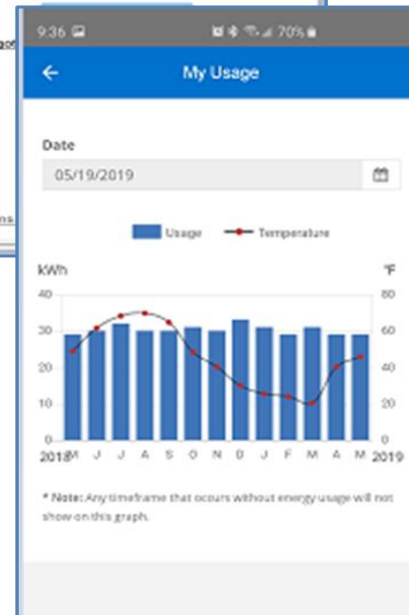 9:36 70%
My Usage
Date
05/19/2019
Usage Temperature
kWh °F
40 80
30 60
20 40
10 20
0 0
2018 M J J A S O N D J F M A M 2019
* Note: Any timeframe that occurs without energy usage will not
show on this graph.